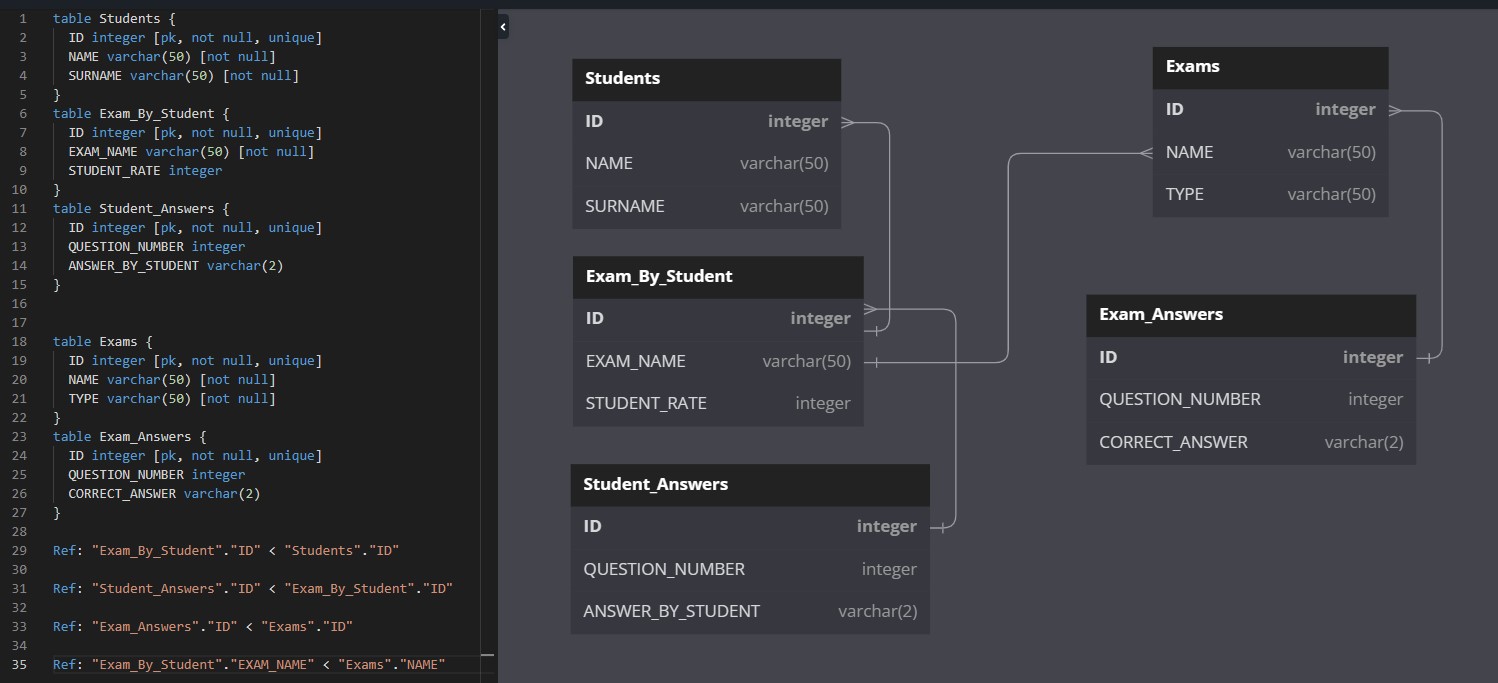 1 table Students {
2 ID integer [pk, not null, unique]
3 NAME varchar(50) [not null]
4 SURNAME varchar(50) [not null]
5 }
6 table Exam_By_Student {
7 ID integer [pk, not null, unique]
8 EXAM_NAME varchar(50) [not null]
9 STUDENT_RATE integer
10 }
11 table Student_Answers {
12 ID integer [pk, not null, unique]
13 QUESTION_NUMBER integer
14 ANSWER_BY_STUDENT varchar(2)
15 }
16
17
18 table Exams {
19 ID integer [pk, not null, unique]
20 NAME varchar(50) [not null]
21 TYPE varchar(50) [not null]
22 }
23 table Exam_Answers {
24 ID integer [pk, not null, unique]
25 QUESTION_NUMBER integer
26 CORRECT_ANSWER varchar(2)
27 }
28
29 Ref: "Exam_By_Student"."ID" < "Students"."ID"
30
31 Ref: "Student_Answers"."ID" < "Exam_By_Student"."ID"
32
33 Ref: "Exam_Answers"."ID" < "Exams"."ID"
34
35 Ref: "Exam_By_Student"."EXAM_NAME" < "Exams"."NAME"
Students
ID integer
NAME varchar(50)
SURNAME varchar(50)
Exam_By_Student
ID integer
EXAM_NAME varchar(50)
STUDENT_RATE integer
Student_Answers
ID integer
QUESTION_NUMBER integer
ANSWER_BY_STUDENT varchar(2)
Exams
ID integer
NAME varchar(50)
TYPE varchar(50)
Exam_Answers
ID integer
QUESTION_NUMBER integer
CORRECT_ANSWER varchar(2)